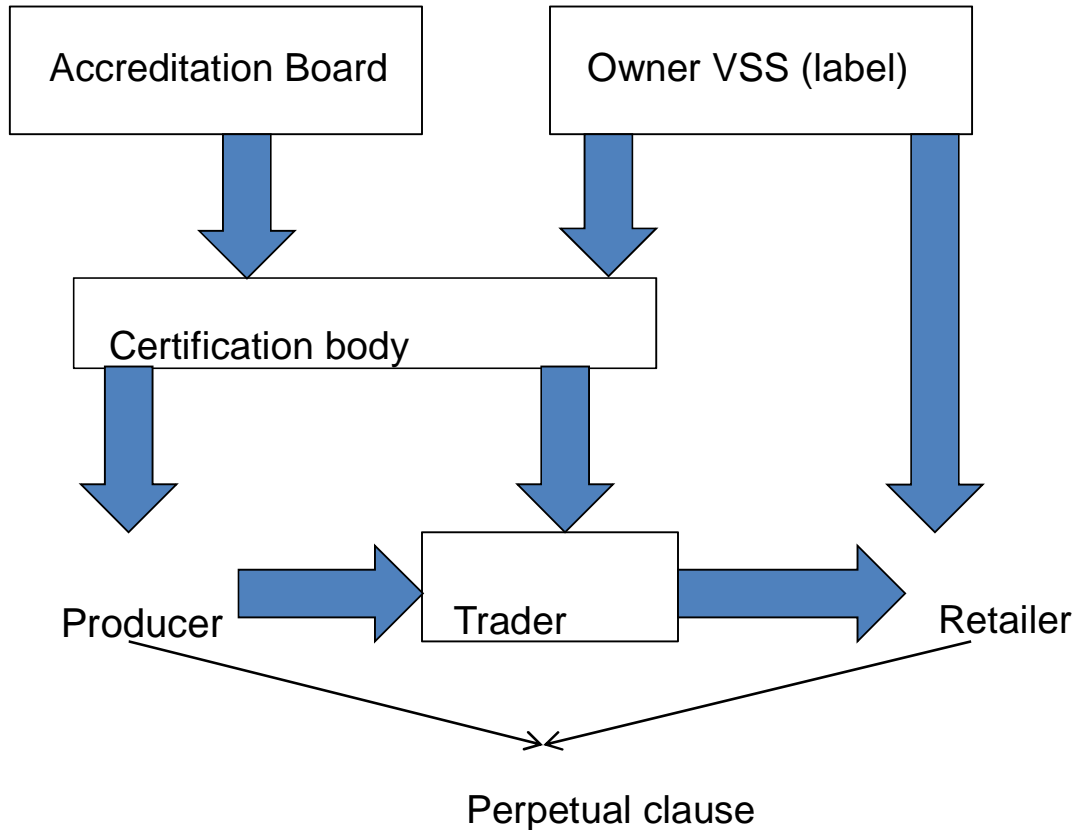 Accreditation Board
Owner VSS (label)
Certification body
Producer
Trader
Retailer
Perpetual clause